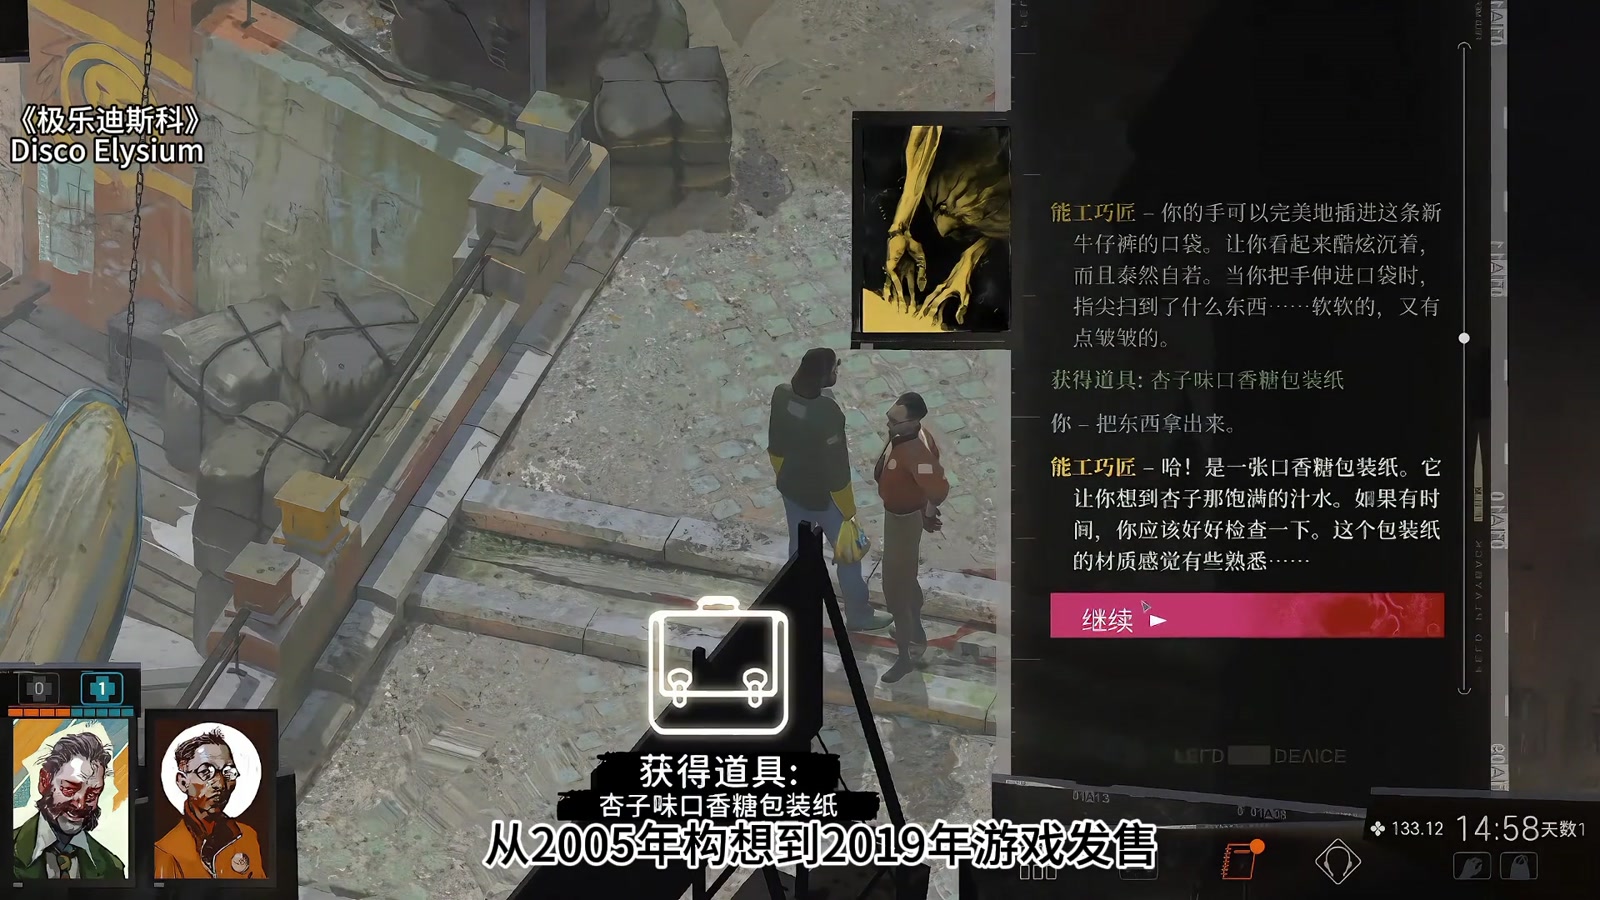 《极乐迪斯科》
Disco Elysium
能工巧匠 – 你的手可以完美地插进这条新
牛仔裤的口袋。让你看起来酷炫沉着，
而且泰然自若。当你把手伸进口袋时，
指尖扫到了什么东西……软软的，又有
点皱皱的。
获得道具: 杏子味口香糖包装纸
你 – 把东西拿出来。
能工巧匠 – 哈！是一张口香糖包装纸。它
让你想到杏子那饱满的汁水。如果有时
间，你应该好好检查一下。这个包装纸
的材质感觉有些熟悉……
继续
0
1
获得道具:
杏子味口香糖包装纸
从2005年构想到2019年游戏发售
133.12
14:58
天数1